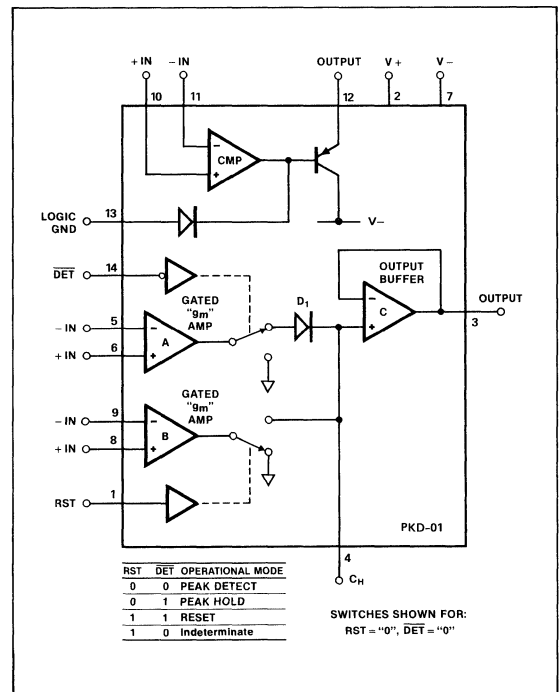 + IN – IN OUTPUT V + V –
10 11 12 2 7
– +
CMP
LOGIC GND
13
V–
DET
14
OUTPUT BUFFER
D1
GATED "9m" AMP
– IN 5 –
A
+ IN 6 +
–
C
+
OUTPUT
3
GATED "9m" AMP
– IN 9 –
B
+ IN 8 +
RST 1
PKD-01
4
CH
RST DET OPERATIONAL MODE
0 0 PEAK DETECT
0 1 PEAK HOLD
1 1 RESET
1 0 Indeterminate
SWITCHES SHOWN FOR:
RST = "0", DET = "0"